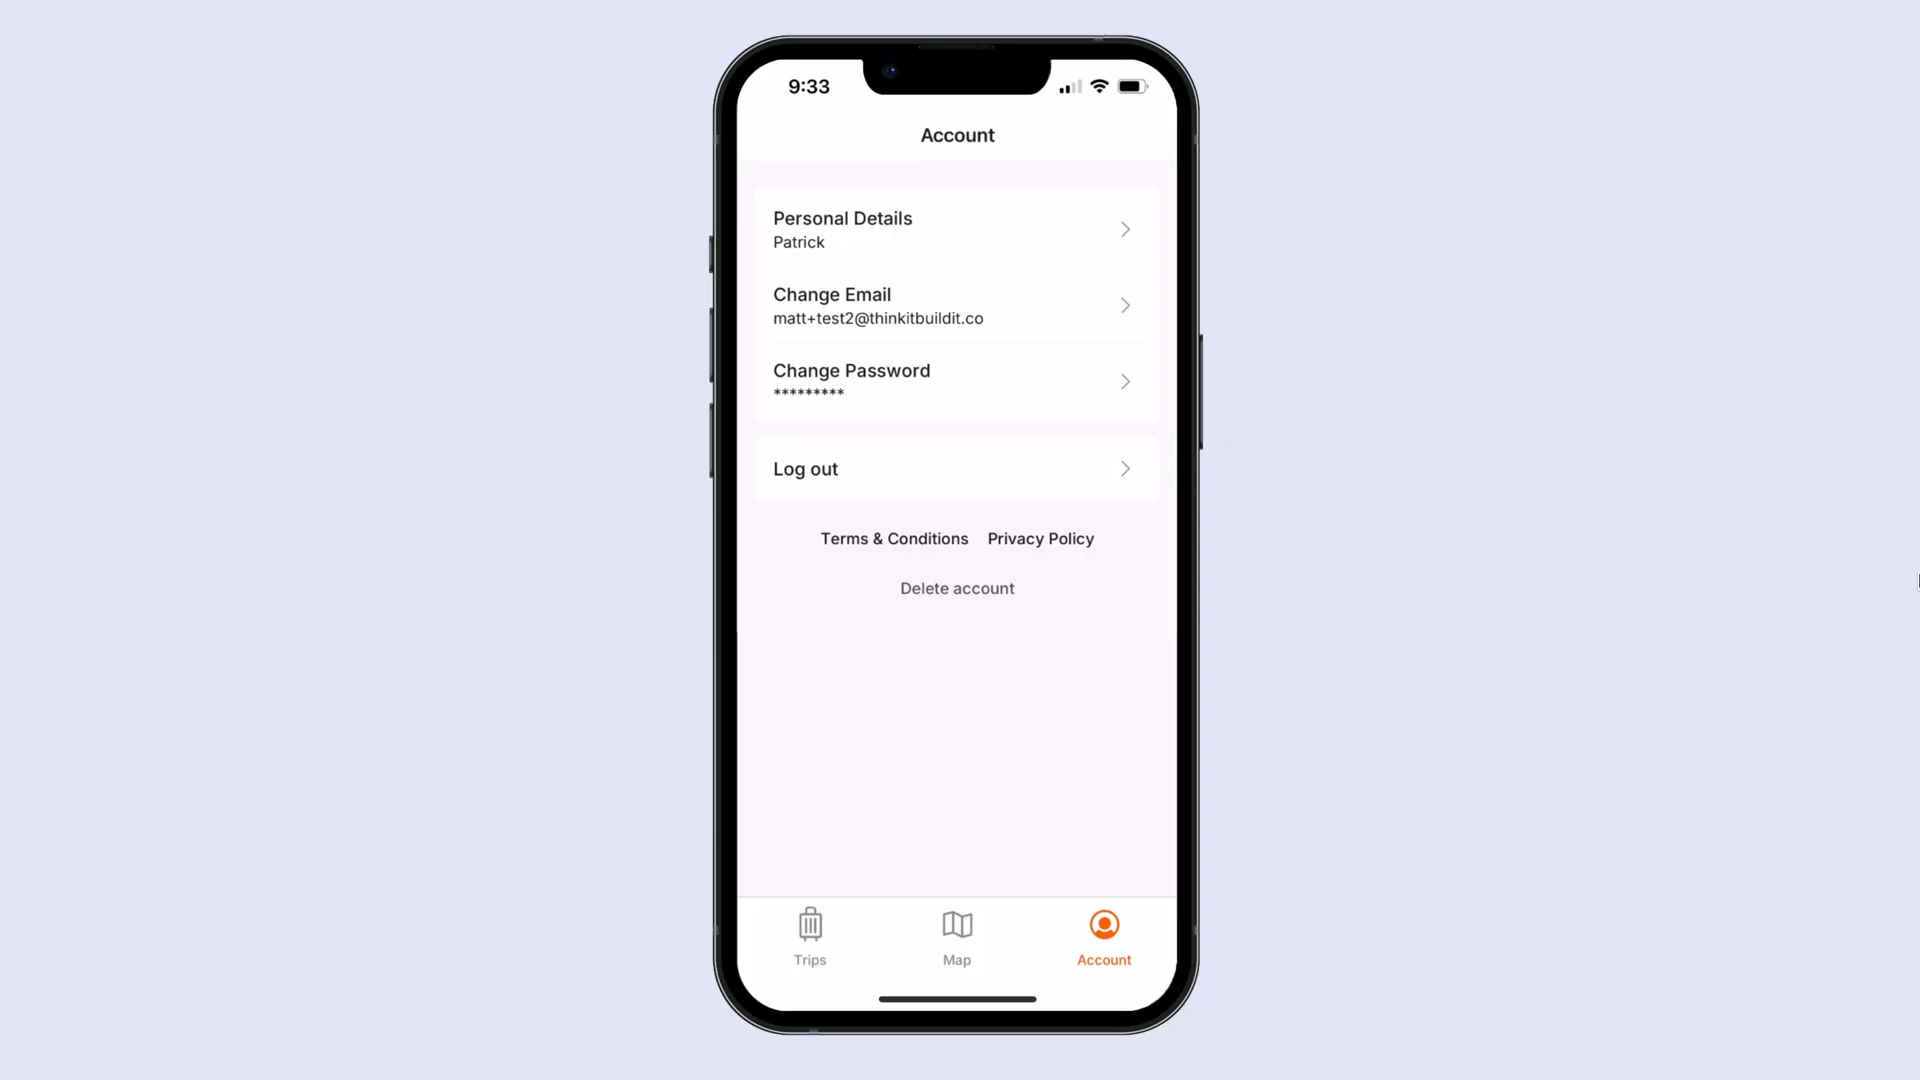 9:33
Account
Personal Details
Patrick
Change Email
matt+test2@thinkitbuildit.co
Change Password
*********
Log out
Terms & Conditions Privacy Policy
Delete account
Trips Map Account